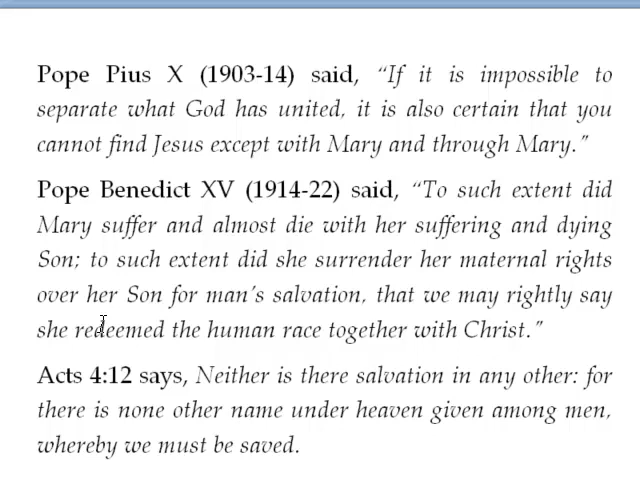 Pope Pius X (1903-14) said, “If it is impossible to
separate what God has united, it is also certain that you
cannot find Jesus except with Mary and through Mary.”
Pope Benedict XV (1914-22) said, “To such extent did
Mary suffer and almost die with her suffering and dying
Son; to such extent did she surrender her maternal rights
over her Son for man’s salvation, that we may rightly say
she redeemed the human race together with Christ.”
Acts 4:12 says, Neither is there salvation in any other: for
there is none other name under heaven given among men,
whereby we must be saved.